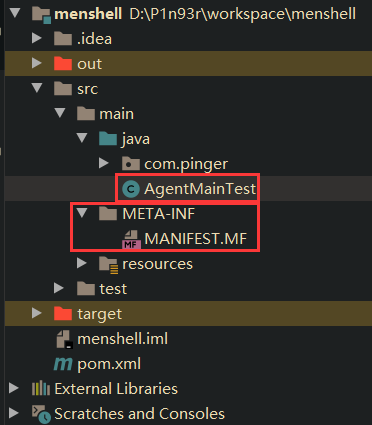 menshell D:\P1n93r\workspace\menshell
.idea
out
src
main
java
com.pinger
C AgentMainTest
META-INF
MF MANIFEST.MF
resources
test
target
menshell.iml
m pom.xml
External Libraries
Scratches and Consoles